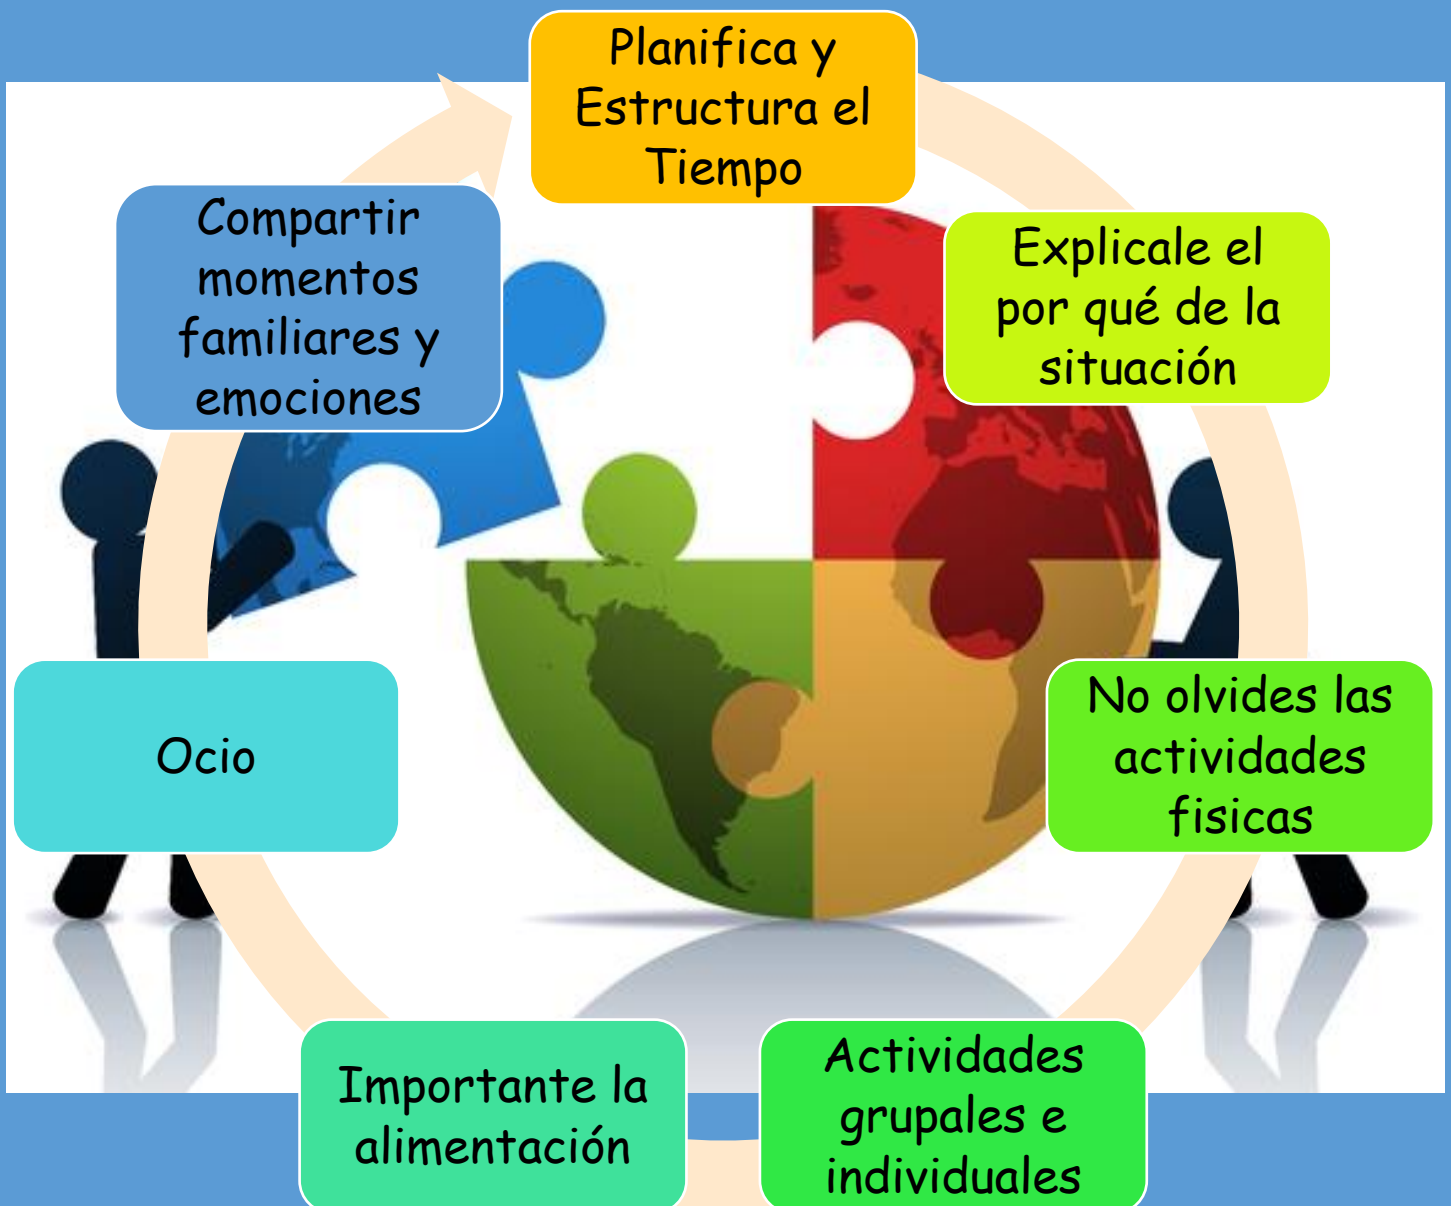 Planifica y
Estructura el
Tiempo
Explicale el
por qué de la
situación
No olvides las
actividades
fisicas
Actividades
grupales e
individuales
Importante la
alimentación
Ocio
Compartir
momentos
familiares y
emociones